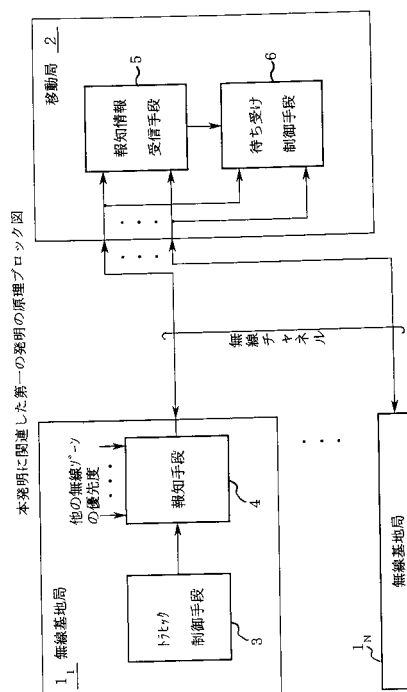 本発明に関連した第一の発明の原理ブロック図
1₁ 無線基地局
トラヒック
制御手段
3
他の無線ゾーン
の優先度
報知手段
4
無線チャネル
移動局 2
報知情報
受信手段
5
待ち受け
制御手段
6
1N
無線基地局